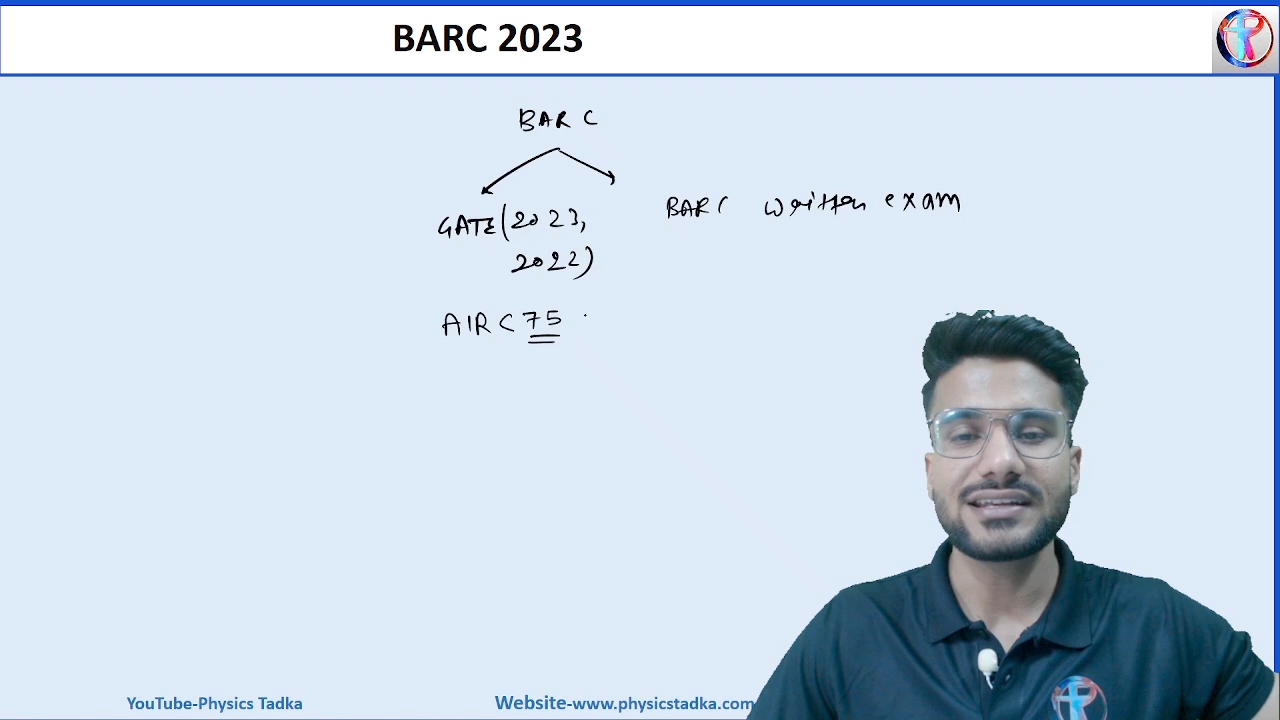 BARC 2023
BARC
GATE(2023,
2022)
BARC written exam
AIR < 75
YouTube-Physics Tadka
Website-www.physicstadka.com